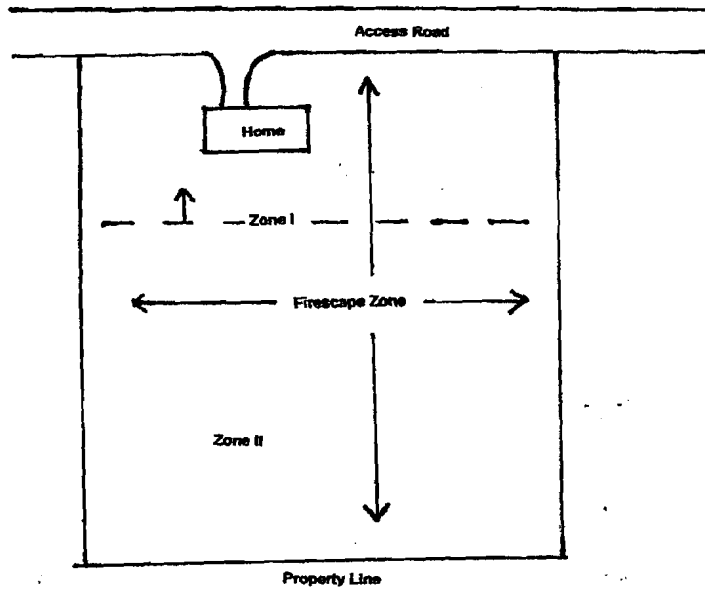 Access Road
Home
Zone I
Firescape Zone
Zone II
Property Line